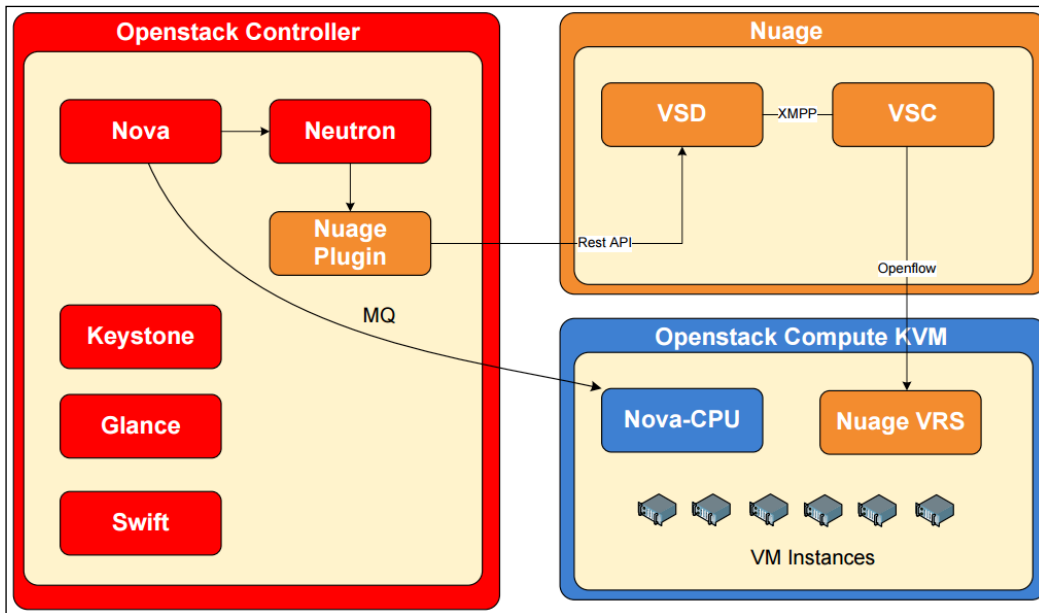 Openstack Controller
Nova
Neutron
Nuage
Plugin
MQ
Keystone
Glance
Swift
Nuage
VSD
XMPP
VSC
Rest API
Openflow
Openstack Compute KVM
Nova-CPU
Nuage VRS
VM Instances